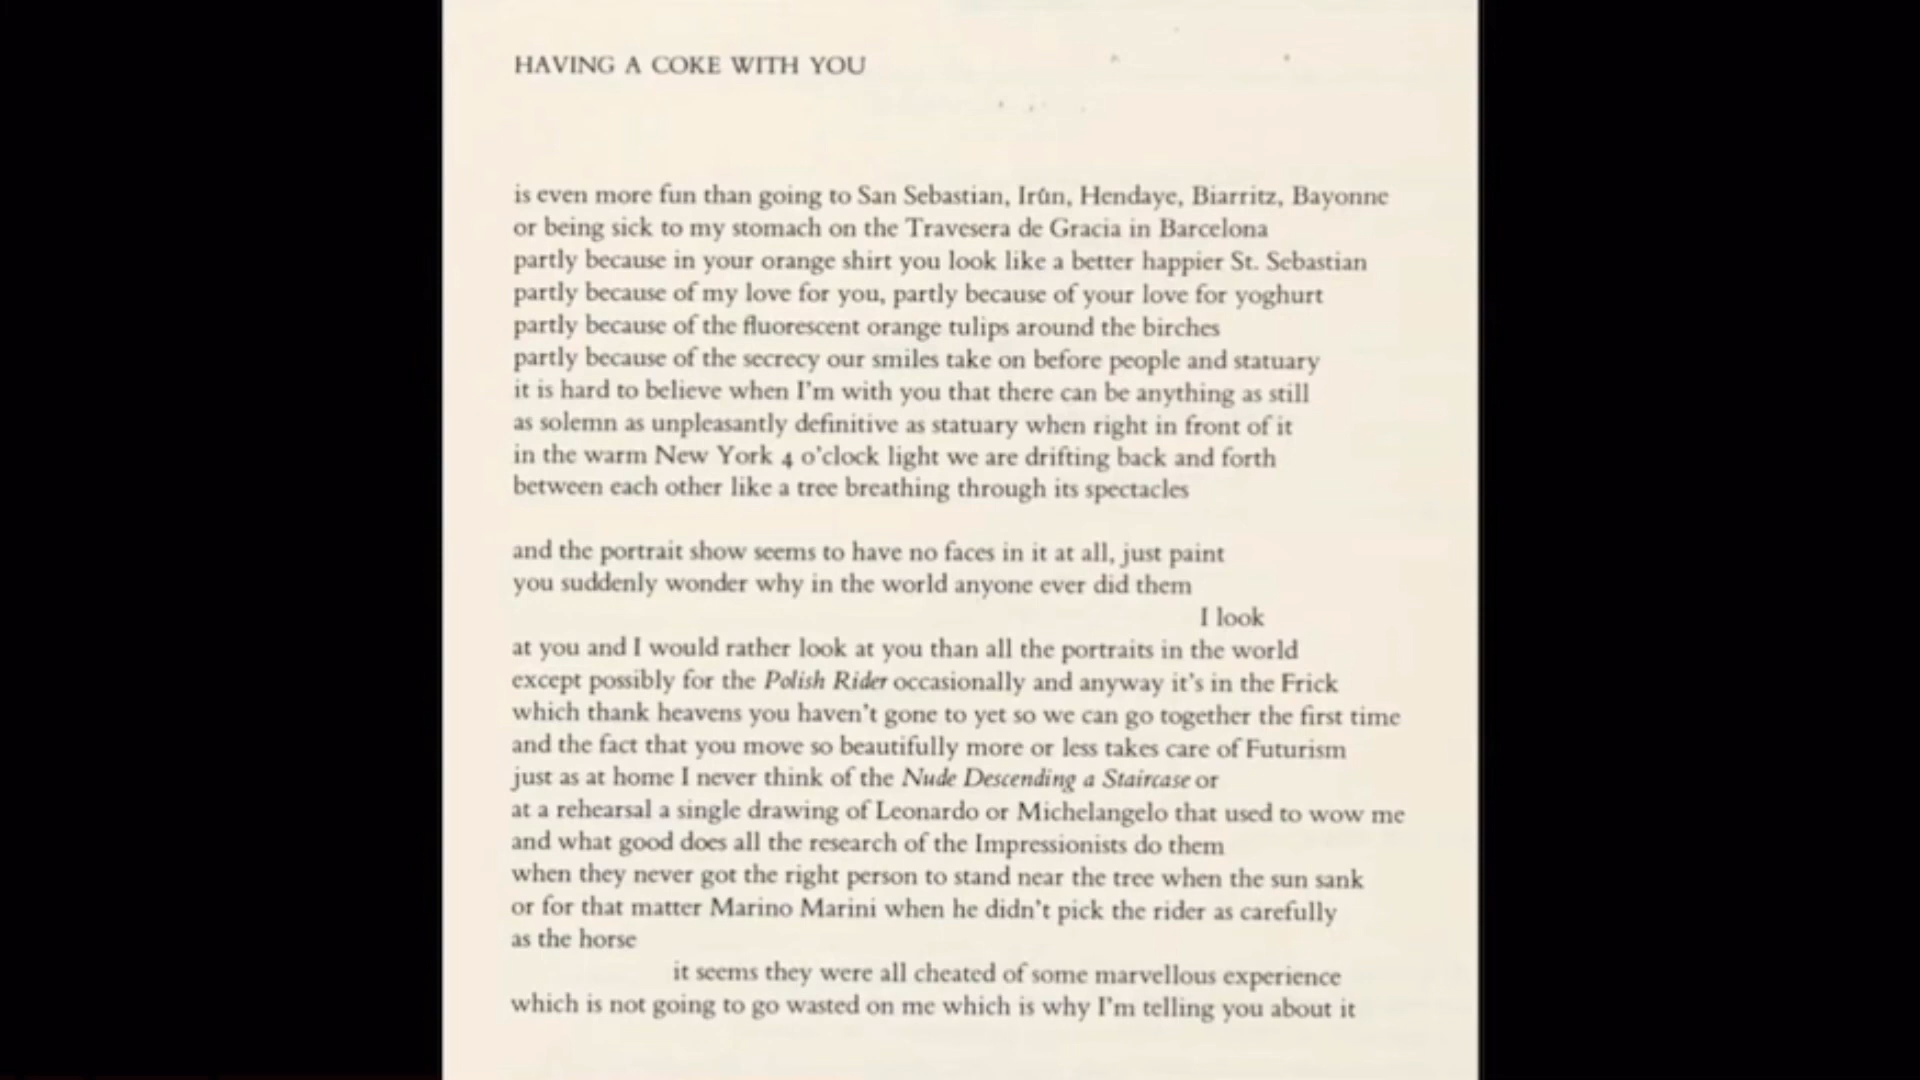 HAVING A COKE WITH YOU
is even more fun than going to San Sebastian, Irún, Hendaye, Biarritz, Bayonne
or being sick to my stomach on the Travesera de Gracia in Barcelona
partly because in your orange shirt you look like a better happier St. Sebastian
partly because of my love for you, partly because of your love for yoghurt
partly because of the fluorescent orange tulips around the birches
partly because of the secrecy our smiles take on before people and statuary
it is hard to believe when I'm with you that there can be anything as still
as solemn as unpleasantly definitive as statuary when right in front of it
in the warm New York 4 o'clock light we are drifting back and forth
between each other like a tree breathing through its spectacles
and the portrait show seems to have no faces in it at all, just paint
you suddenly wonder why in the world anyone ever did them
I look
at you and I would rather look at you than all the portraits in the world
except possibly for the Polish Rider occasionally and anyway it's in the Frick
which thank heavens you haven't gone to yet so we can go together the first time
and the fact that you move so beautifully more or less takes care of Futurism
just as at home I never think of the Nude Descending a Staircase or
at a rehearsal a single drawing of Leonardo or Michelangelo that used to wow me
and what good does all the research of the Impressionists do them
when they never got the right person to stand near the tree when the sun sank
or for that matter Marino Marini when he didn't pick the rider as carefully
as the horse
it seems they were all cheated of some marvellous experience
which is not going to go wasted on me which is why I'm telling you about it